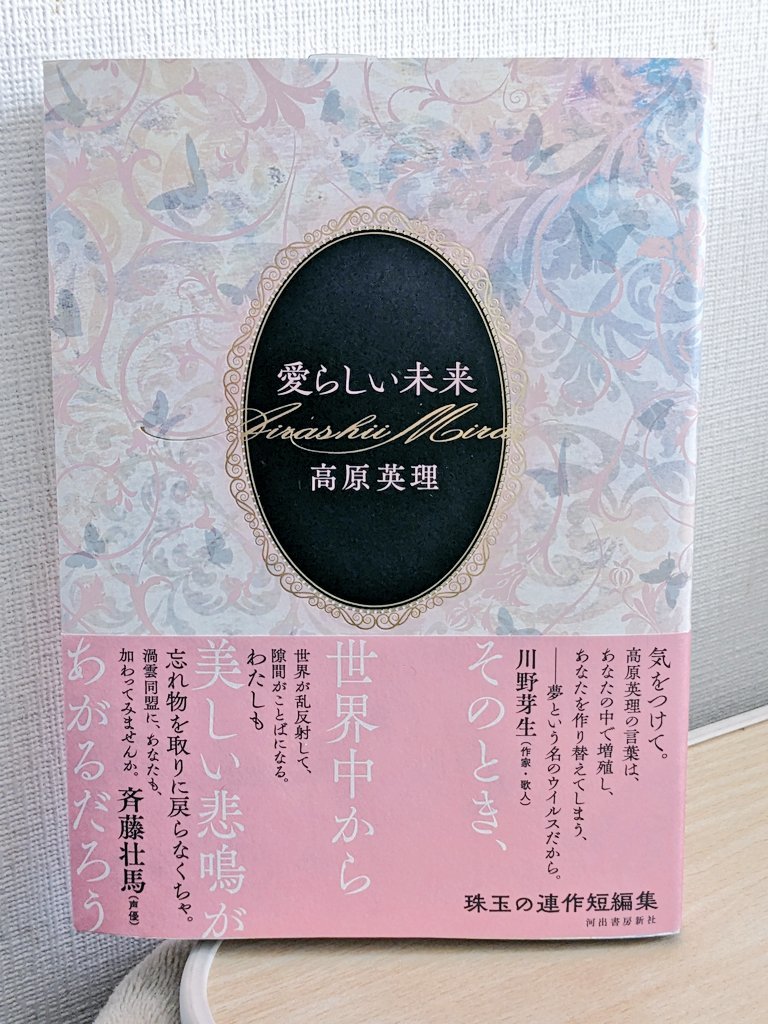 愛らしい未来
Airashii Mirai
高原英理
気をつけて。
高原英理の言葉は、
あなたの中で増殖し、
あなたを作り替えてしまう、
――夢という名のウイルスだから。
川野芽生（作家・歌人）
そのとき、
世界中から
美しい悲鳴が
あがるだろう
世界が乱反射して、
隙間がことばになる。
わたしも
忘れ物を取りに戻らなくちゃ。
渦雲同盟に、あなたも、
加わってみませんか。
斉藤壮馬（声優）
珠玉の連作短編集
河出書房新社